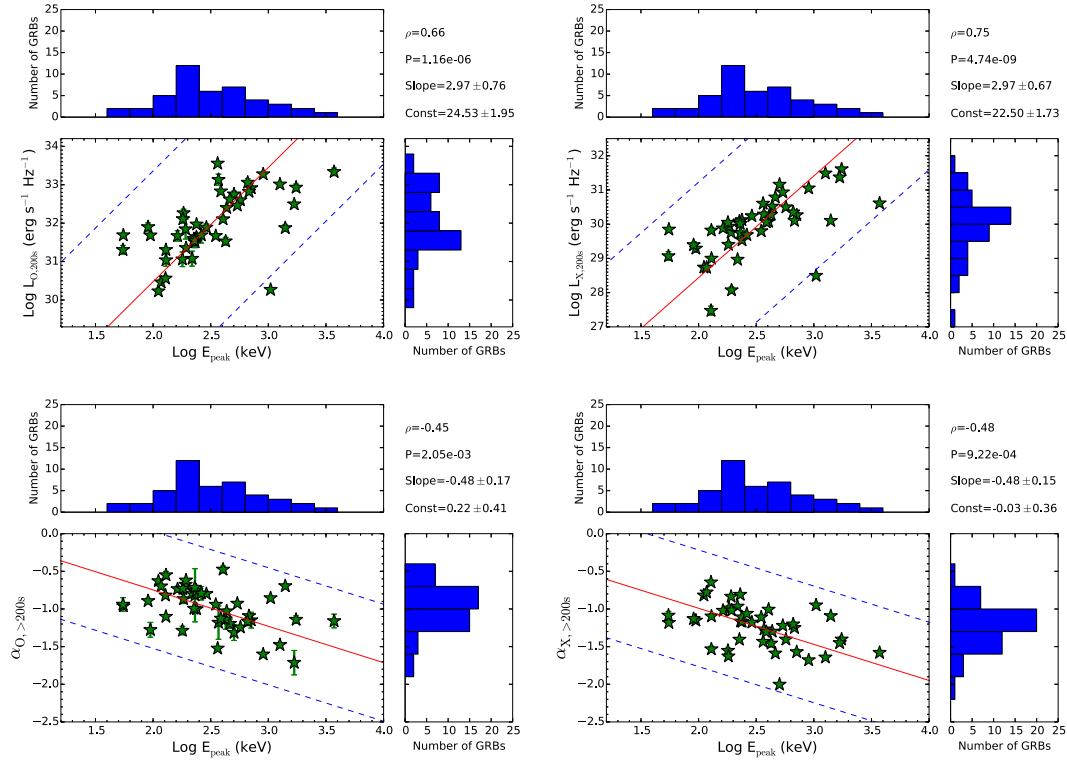 25
20
15
10
5
0
Number of GRBs
ρ=0.66
P=1.16e-06
Slope=2.97±0.76
Const=24.53±1.95
34
33
32
31
30
Log L_O,200s (erg s⁻¹ Hz⁻¹)
1.5 2.0 2.5 3.0 3.5 4.0
Log E_peak (keV)
0 5 10 15 20 25
Number of GRBs
25
20
15
10
5
0
Number of GRBs
ρ=0.75
P=4.74e-09
Slope=2.97±0.67
Const=22.50±1.73
32
31
30
29
28
27
Log L_X,200s (erg s⁻¹ Hz⁻¹)
1.5 2.0 2.5 3.0 3.5 4.0
Log E_peak (keV)
0 5 10 15 20 25
Number of GRBs
25
20
15
10
5
0
Number of GRBs
ρ=-0.45
P=2.05e-03
Slope=-0.48±0.17
Const=0.22±0.41
0.0
−0.5
−1.0
−1.5
−2.0
−2.5
α_O,>200s
1.5 2.0 2.5 3.0 3.5 4.0
Log E_peak (keV)
0 5 10 15 20 25
Number of GRBs
25
20
15
10
5
0
Number of GRBs
ρ=-0.48
P=9.22e-04
Slope=-0.48±0.15
Const=-0.03±0.36
0.0
−0.5
−1.0
−1.5
−2.0
−2.5
α_X,>200s
1.5 2.0 2.5 3.0 3.5 4.0
Log E_peak (keV)
0 5 10 15 20 25
Number of GRBs